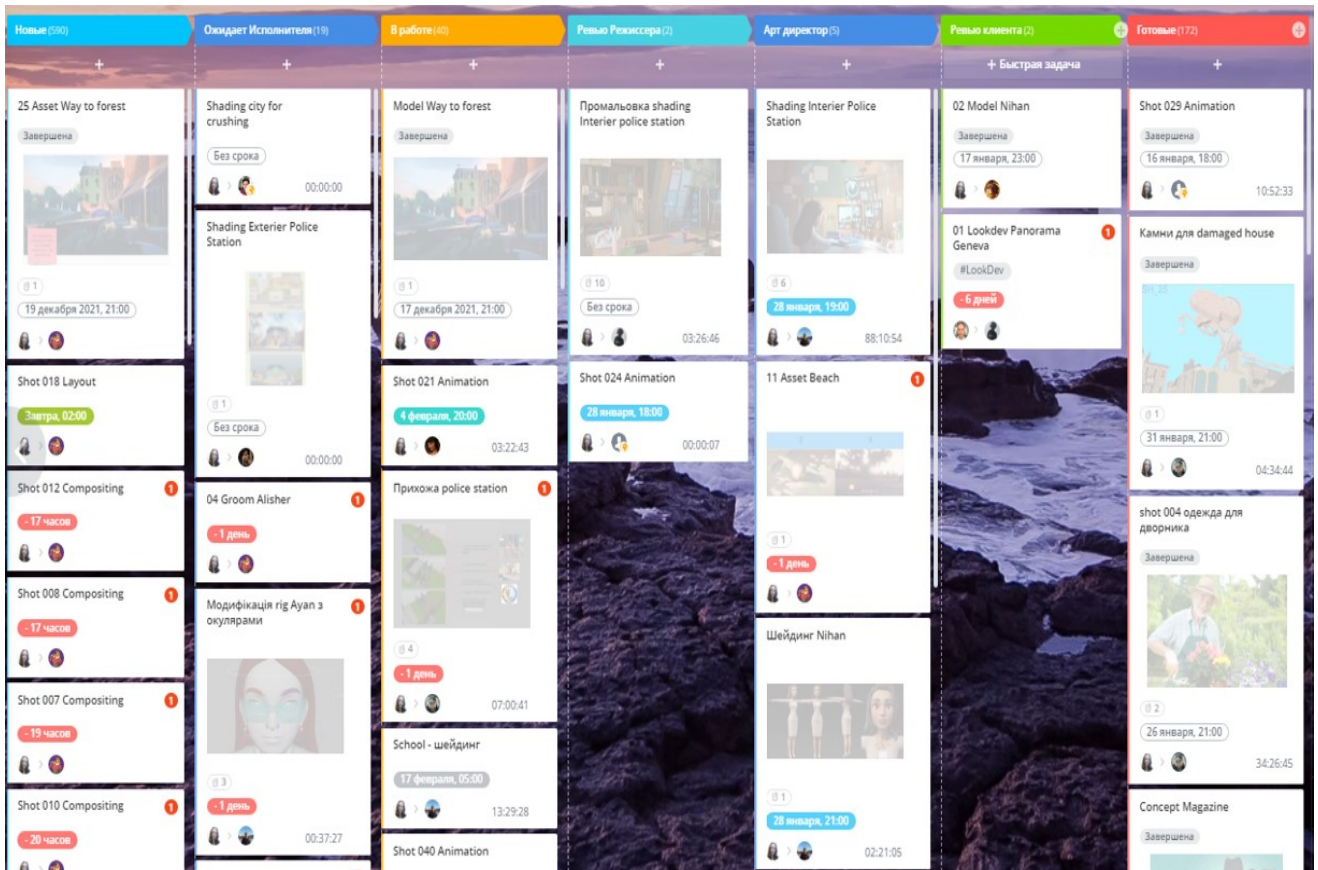 Новые (590)
+
25 Asset Way to forest
Завершена
1
19 декабря 2021, 21:00
Shot 018 Layout
Завтра, 02:00
Shot 012 Compositing
1
- 17 часов
Shot 008 Compositing
1
- 17 часов
Shot 007 Compositing
1
- 19 часов
Shot 010 Compositing
1
- 20 часов
Ожидает Исполнителя (19)
+
Shading city for
crushing
Без срока
00:00:00
Shading Exterier Police
Station
1
Без срока
00:00:00
04 Groom Alisher
1
- 1 день
Модифікація rig Ayan з
окулярами
1
3
- 1 день
00:37:27
В работе (40)
+
Model Way to forest
Завершена
1
17 декабря 2021, 21:00
Shot 021 Animation
4 февраля, 20:00
03:22:43
Прихожа police station
1
4
- 1 день
07:00:41
School - шейдинг
17 февраля, 05:00
13:29:28
Shot 040 Animation
Ревью Режиссера (2)
+
Промальовка shading
Interier police station
10
Без срока
03:26:46
Shot 024 Animation
28 января, 18:00
00:00:07
Арт директор (5)
+
Shading Interier Police
Station
6
28 января, 19:00
88:10:54
11 Asset Beach
1
1
- 1 день
Шейдинг Nihan
1
28 января, 21:00
02:21:05
Ревью клиента (2)
+
+ Быстрая задача
02 Model Nihan
Завершена
17 января, 23:00
01 Lookdev Panorama
Geneva
1
#LookDev
- 6 дней
Готовые (172)
+
+
Shot 029 Animation
Завершена
16 января, 18:00
10:52:33
Камни для damaged house
Завершена
1
31 января, 21:00
04:34:44
shot 004 одежда для
дворника
Завершена
2
26 января, 21:00
34:26:45
Concept Magazine
Завершена